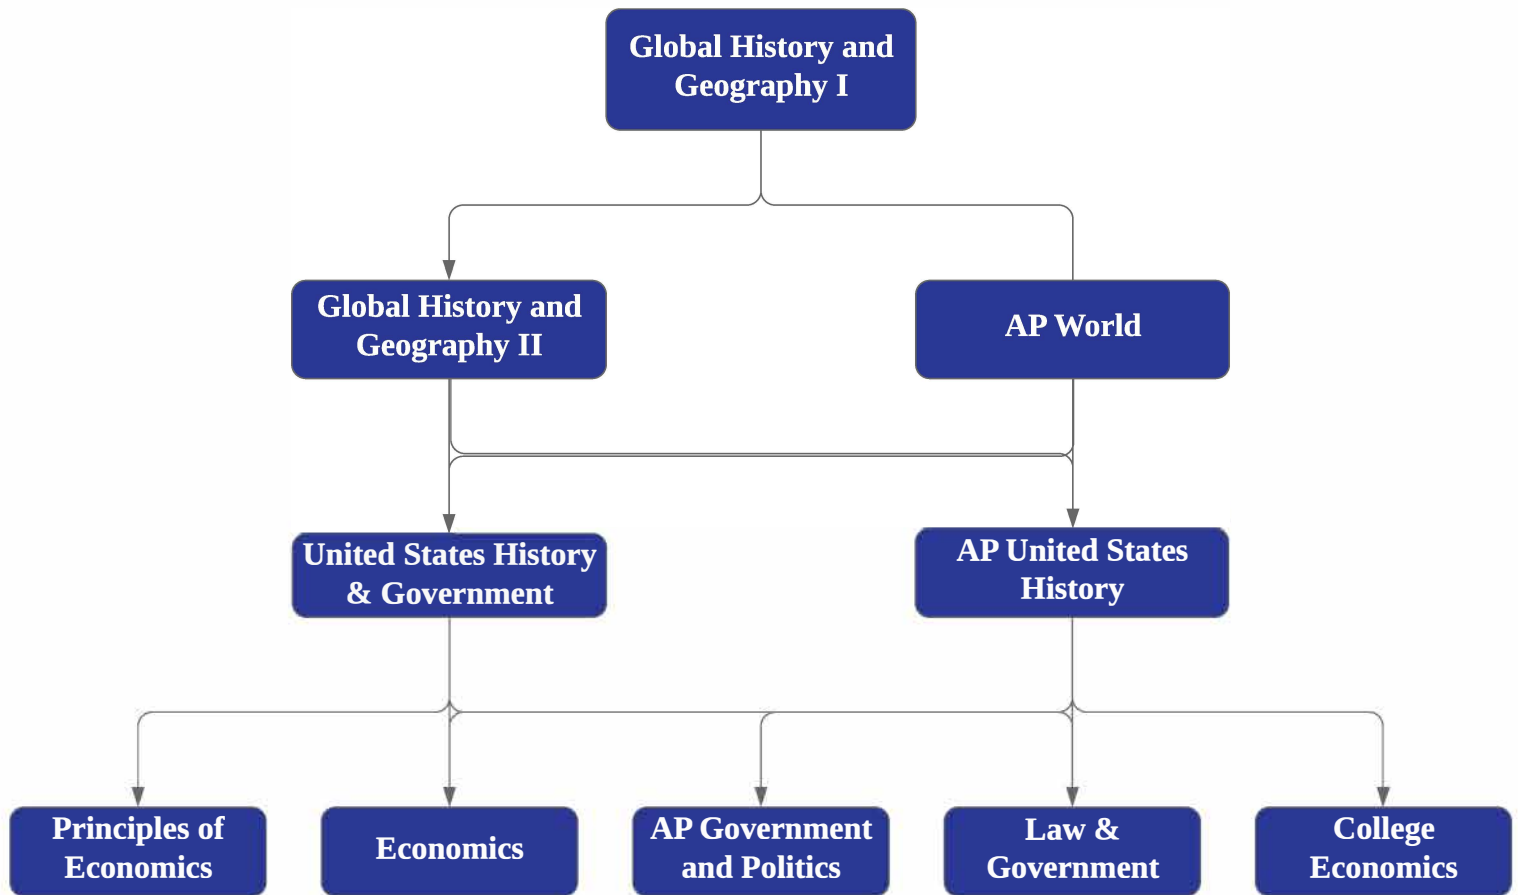 Global History and
Geography I
Global History and
Geography II
AP World
United States History
& Government
AP United States
History
Principles of
Economics
Economics
AP Government
and Politics
Law &
Government
College
Economics